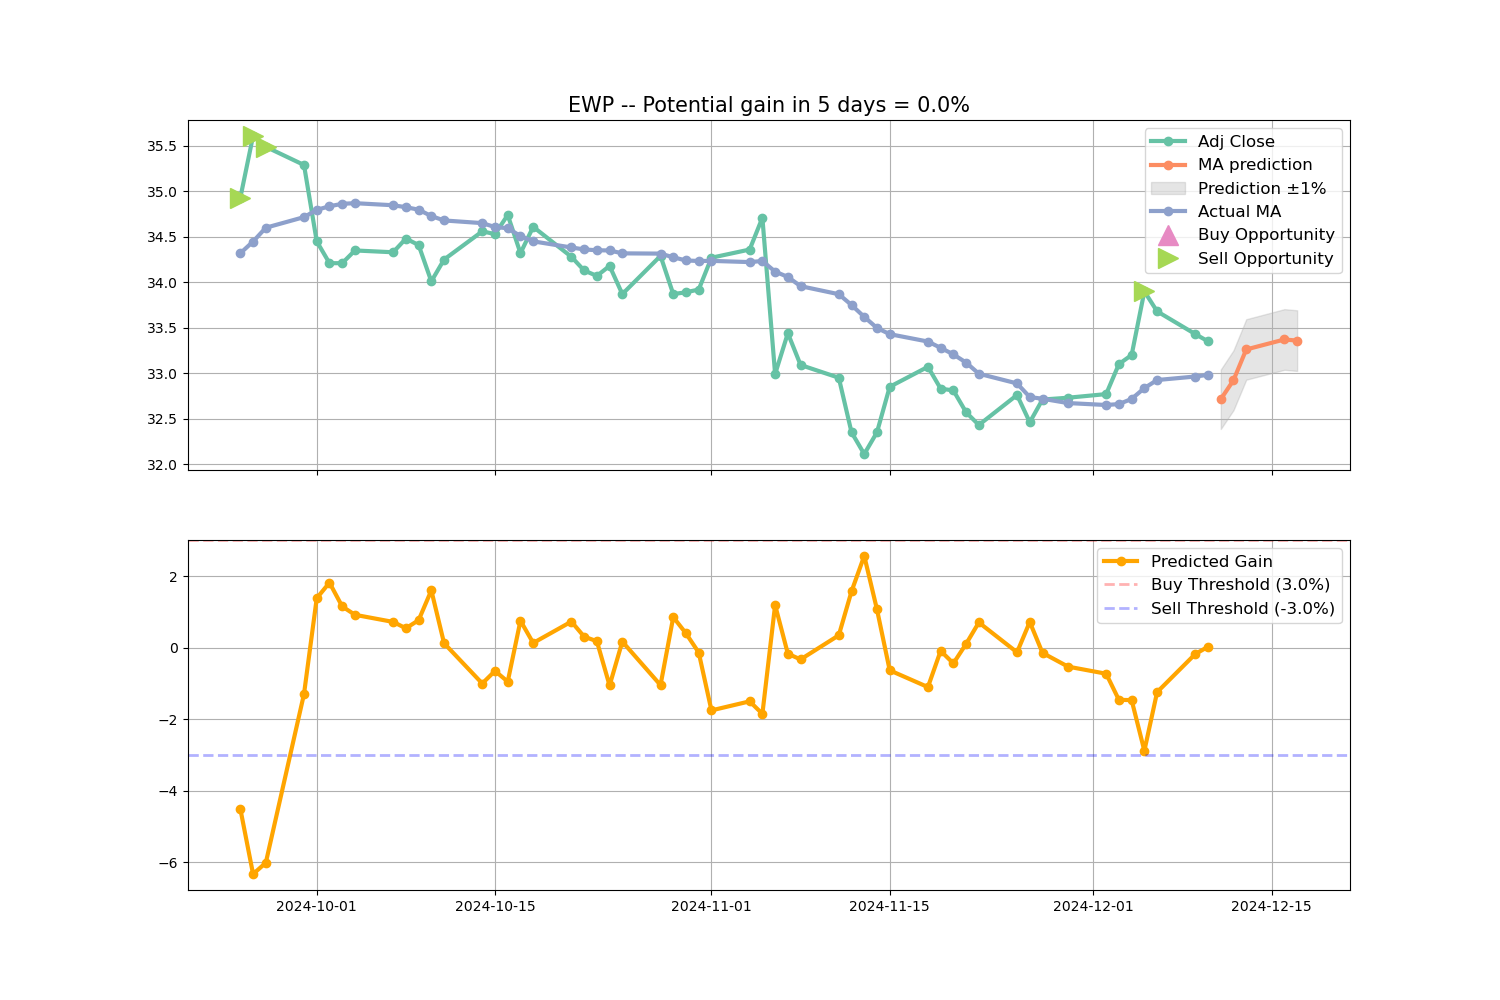 EWP -- Potential gain in 5 days = 0.0%
35.5
35.0
34.5
34.0
33.5
33.0
32.5
32.0
Adj Close
MA prediction
Prediction ±1%
Actual MA
Buy Opportunity
Sell Opportunity
2
0
−2
−4
−6
Predicted Gain
Buy Threshold (3.0%)
Sell Threshold (-3.0%)
2024-10-01
2024-10-15
2024-11-01
2024-11-15
2024-12-01
2024-12-15